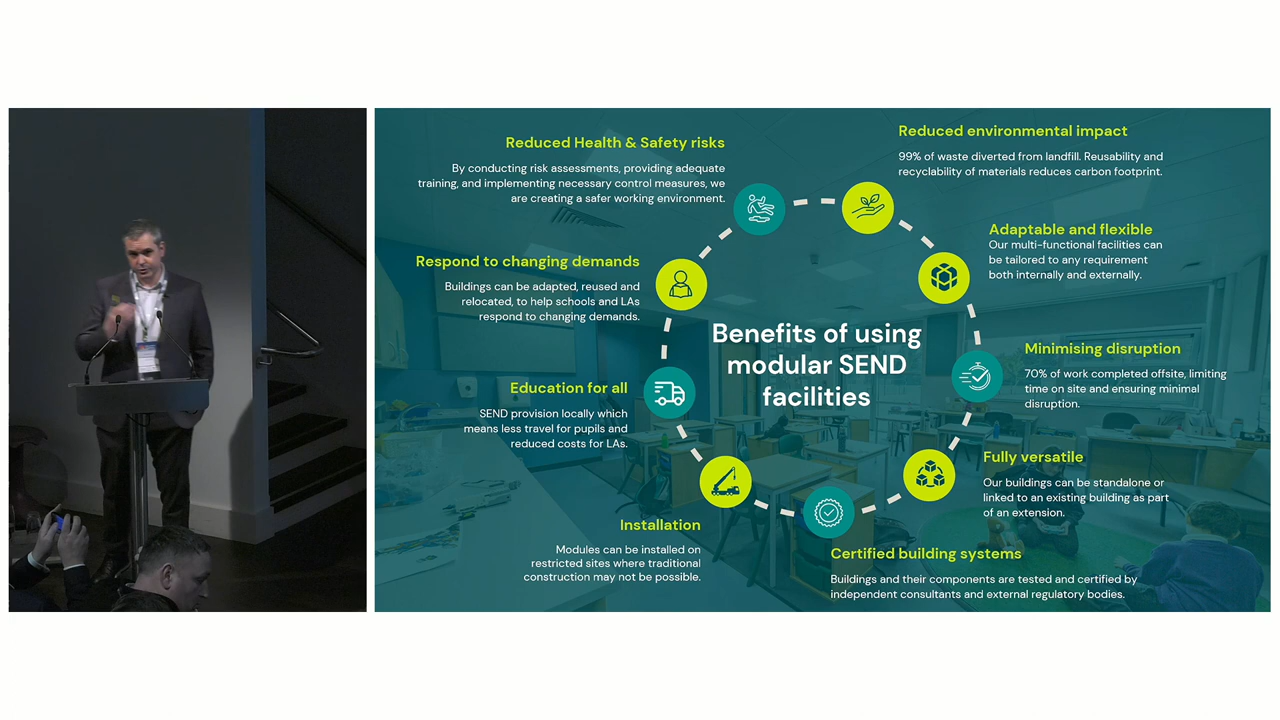 Reduced Health & Safety risks
By conducting risk assessments, providing adequate
training, and implementing necessary control measures, we
are creating a safer working environment.
Reduced environmental impact
99% of waste diverted from landfill. Reusability and
recyclability of materials reduces carbon footprint.
Adaptable and flexible
Our multi-functional facilities can
be tailored to any requirement
both internally and externally.
Respond to changing demands
Buildings can be adapted, reused and
relocated, to help schools and LAs
respond to changing demands.
Benefits of using
modular SEND
facilities
Minimising disruption
70% of work completed offsite, limiting
time on site and ensuring minimal
disruption.
Education for all
SEND provision locally which
means less travel for pupils and
reduced costs for LAs.
Fully versatile
Our buildings can be standalone or
linked to an existing building as part
of an extension.
Installation
Modules can be installed on
restricted sites where traditional
construction may not be possible.
Certified building systems
Buildings and their components are tested and certified by
independent consultants and external regulatory bodies.